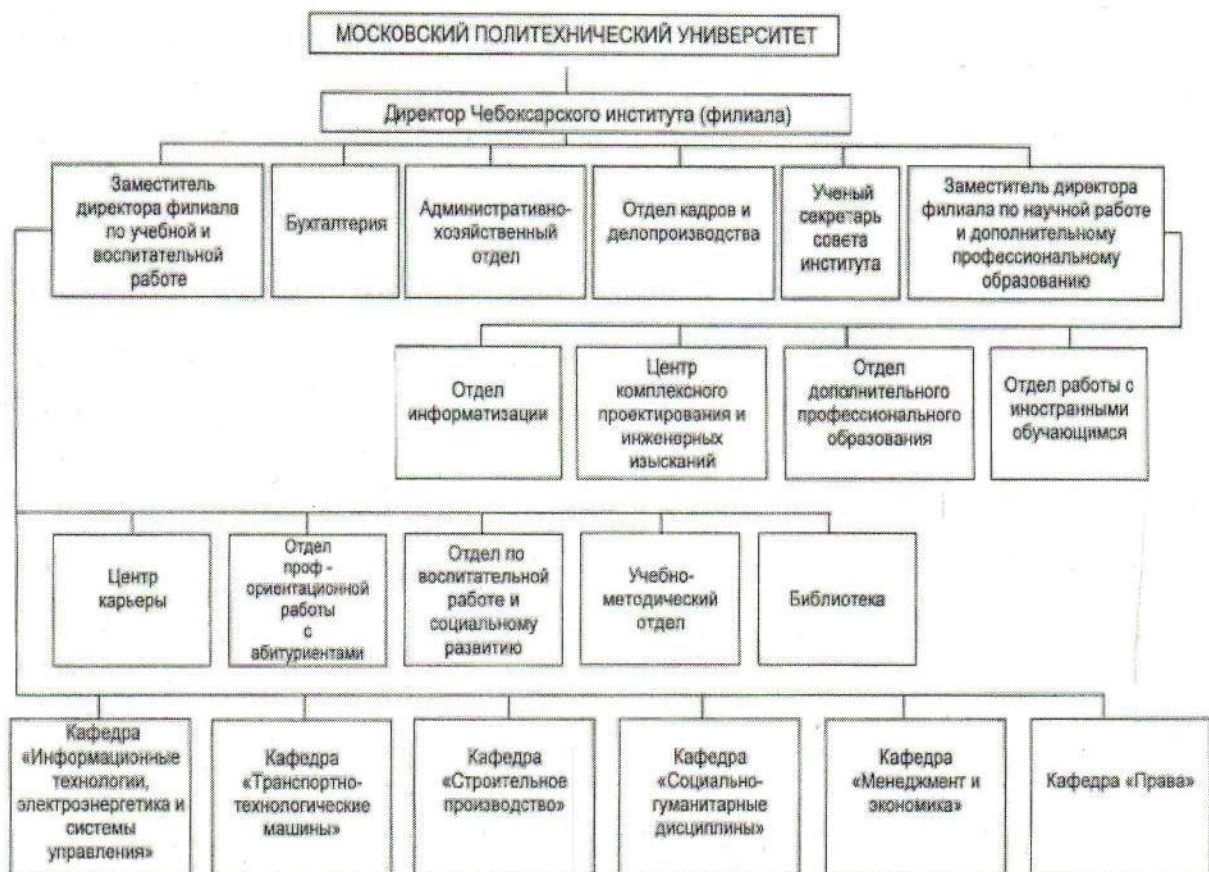 МОСКОВСКИЙ ПОЛИТЕХНИЧЕСКИЙ УНИВЕРСИТЕТ
Директор Чебоксарского института (филиала)
Заместитель
директора филиала
по учебной и
воспитательной
работе
Бухгалтерия
Административно-
хозяйственный
отдел
Отдел кадров и
делопроизводства
Ученый
секретарь
совета
института
Заместитель директора
филиала по научной работе
и дополнительному
профессиональному
образованию
Отдел
информатизации
Центр
комплексного
проектирования и
инженерных
изысканий
Отдел
дополнительного
профессионального
образования
Отдел работы с
иностранными
обучающимся
Центр
карьеры
Отдел
проф -
ориентационной
работы
с
абитуриентами
Отдел по
воспитательной
работе и
социальному
развитию
Учебно-
методический
отдел
Библиотека
Кафедра
«Информационные
технологии,
электроэнергетика и
системы
управления»
Кафедра
«Транспортно-
технологические
машины»
Кафедра
«Строительное
производство»
Кафедра
«Социально-
гуманитарные
дисциплины»
Кафедра
«Менеджмент и
экономика»
Кафедра «Права»